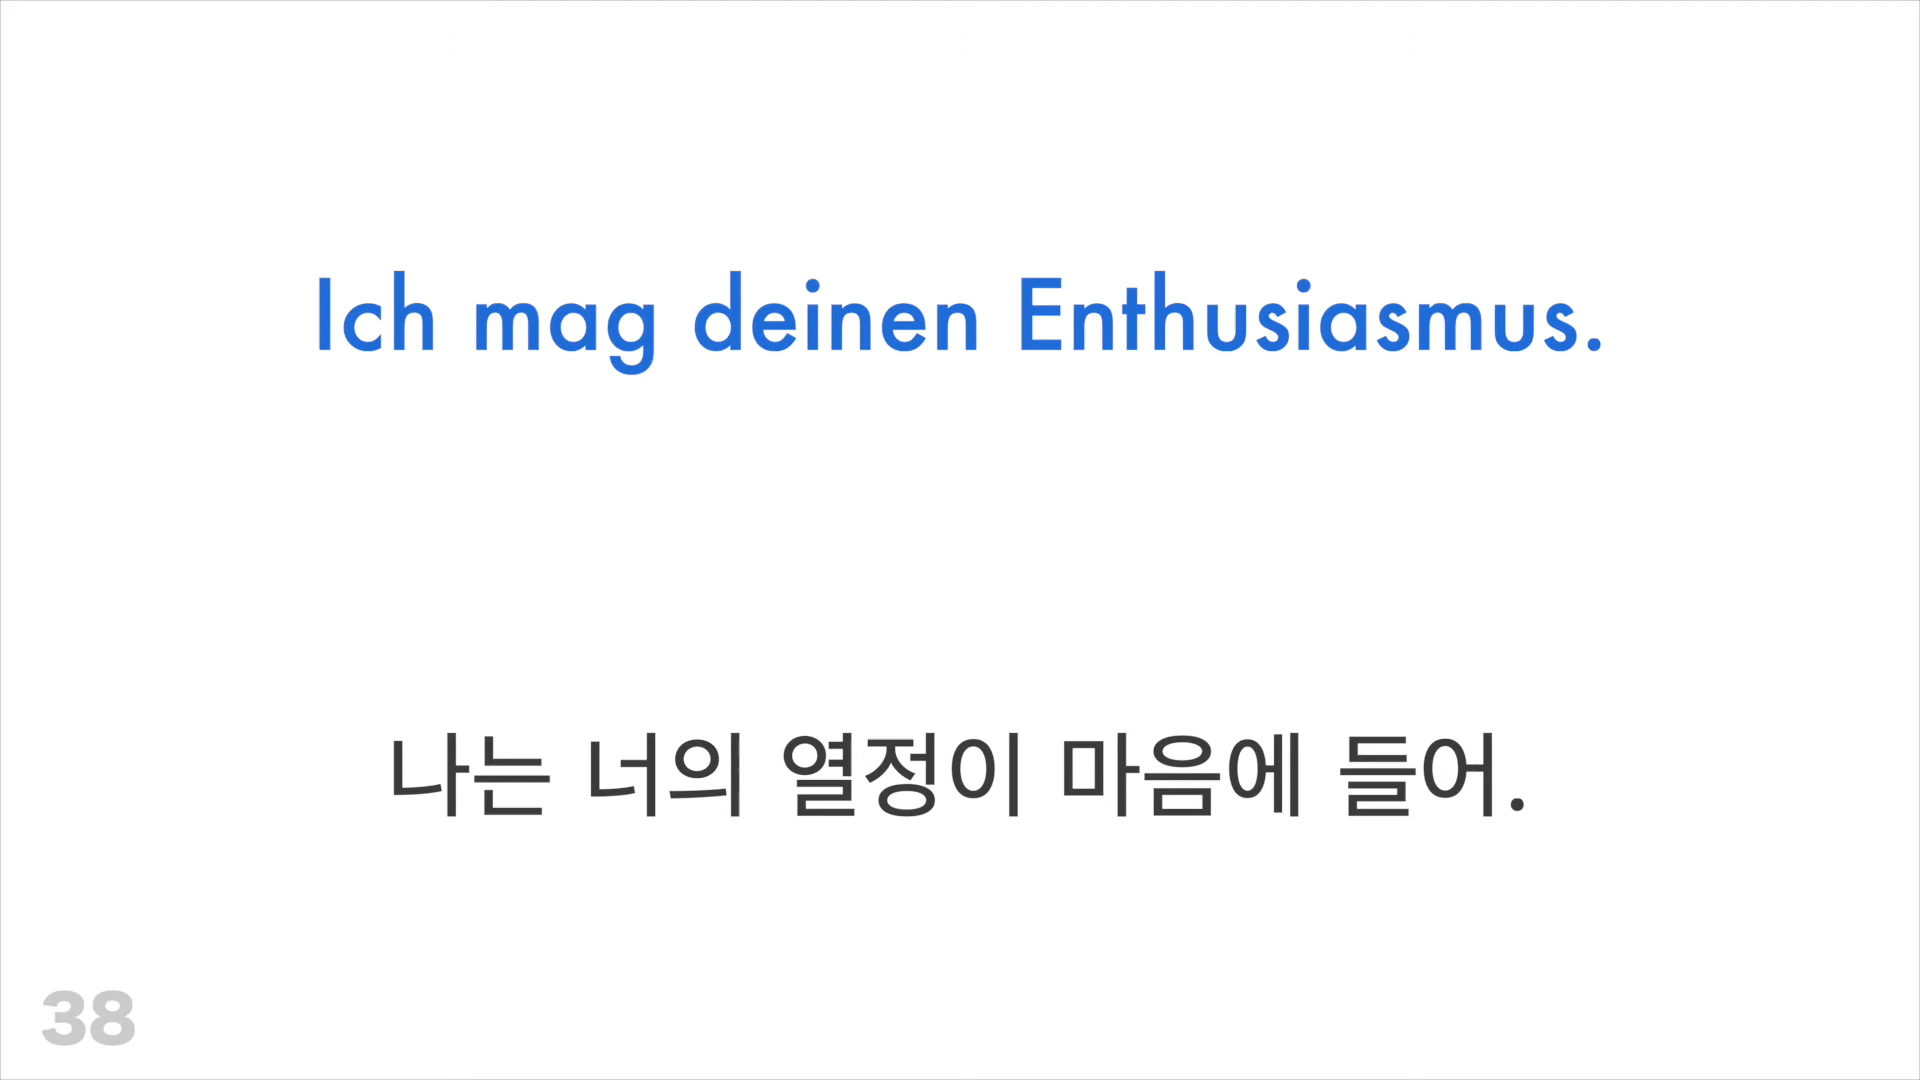 Ich mag deinen Enthusiasmus.
나는 너의 열정이 마음에 들어.
38